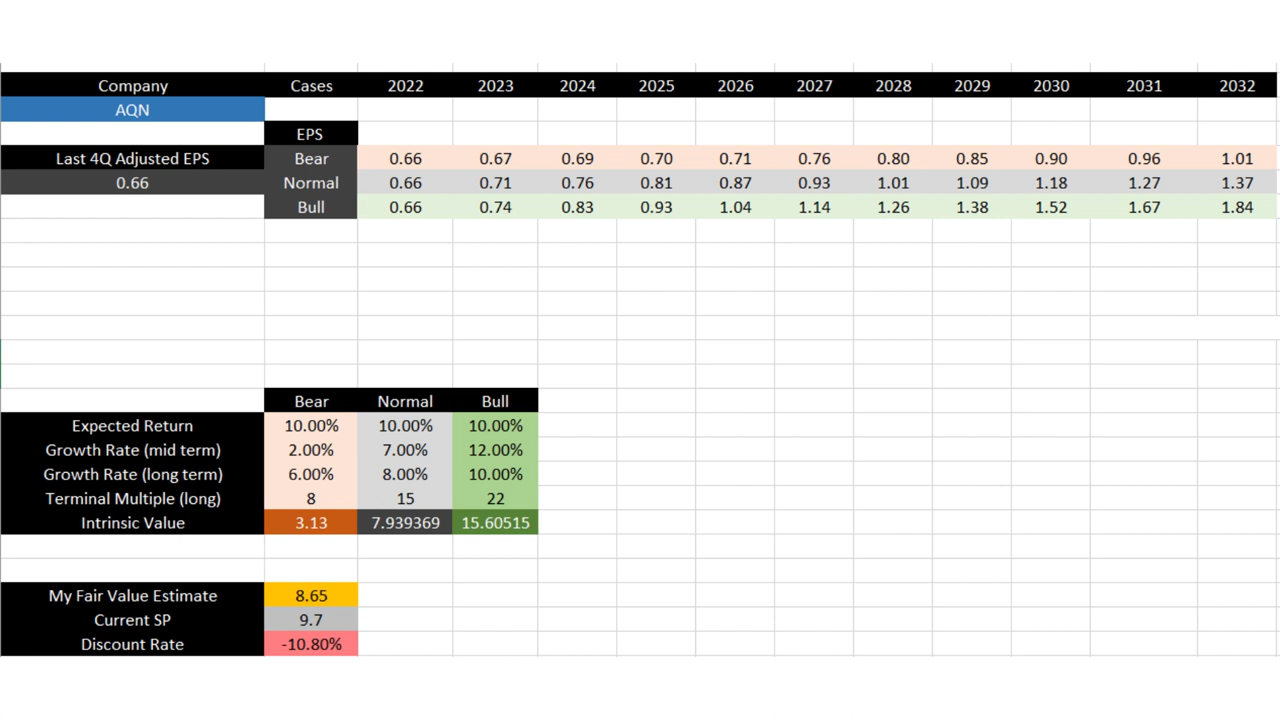 Company Cases 2022 2023 2024 2025 2026 2027 2028 2029 2030 2031 2032
AQN
EPS
Last 4Q Adjusted EPS Bear 0.66 0.67 0.69 0.70 0.71 0.76 0.80 0.85 0.90 0.96 1.01
0.66 Normal 0.66 0.71 0.76 0.81 0.87 0.93 1.01 1.09 1.18 1.27 1.37
Bull 0.66 0.74 0.83 0.93 1.04 1.14 1.26 1.38 1.52 1.67 1.84
Bear Normal Bull
Expected Return 10.00% 10.00% 10.00%
Growth Rate (mid term) 2.00% 7.00% 12.00%
Growth Rate (long term) 6.00% 8.00% 10.00%
Terminal Multiple (long) 8 15 22
Intrinsic Value 3.13 7.939369 15.60515
My Fair Value Estimate 8.65
Current SP 9.7
Discount Rate -10.80%